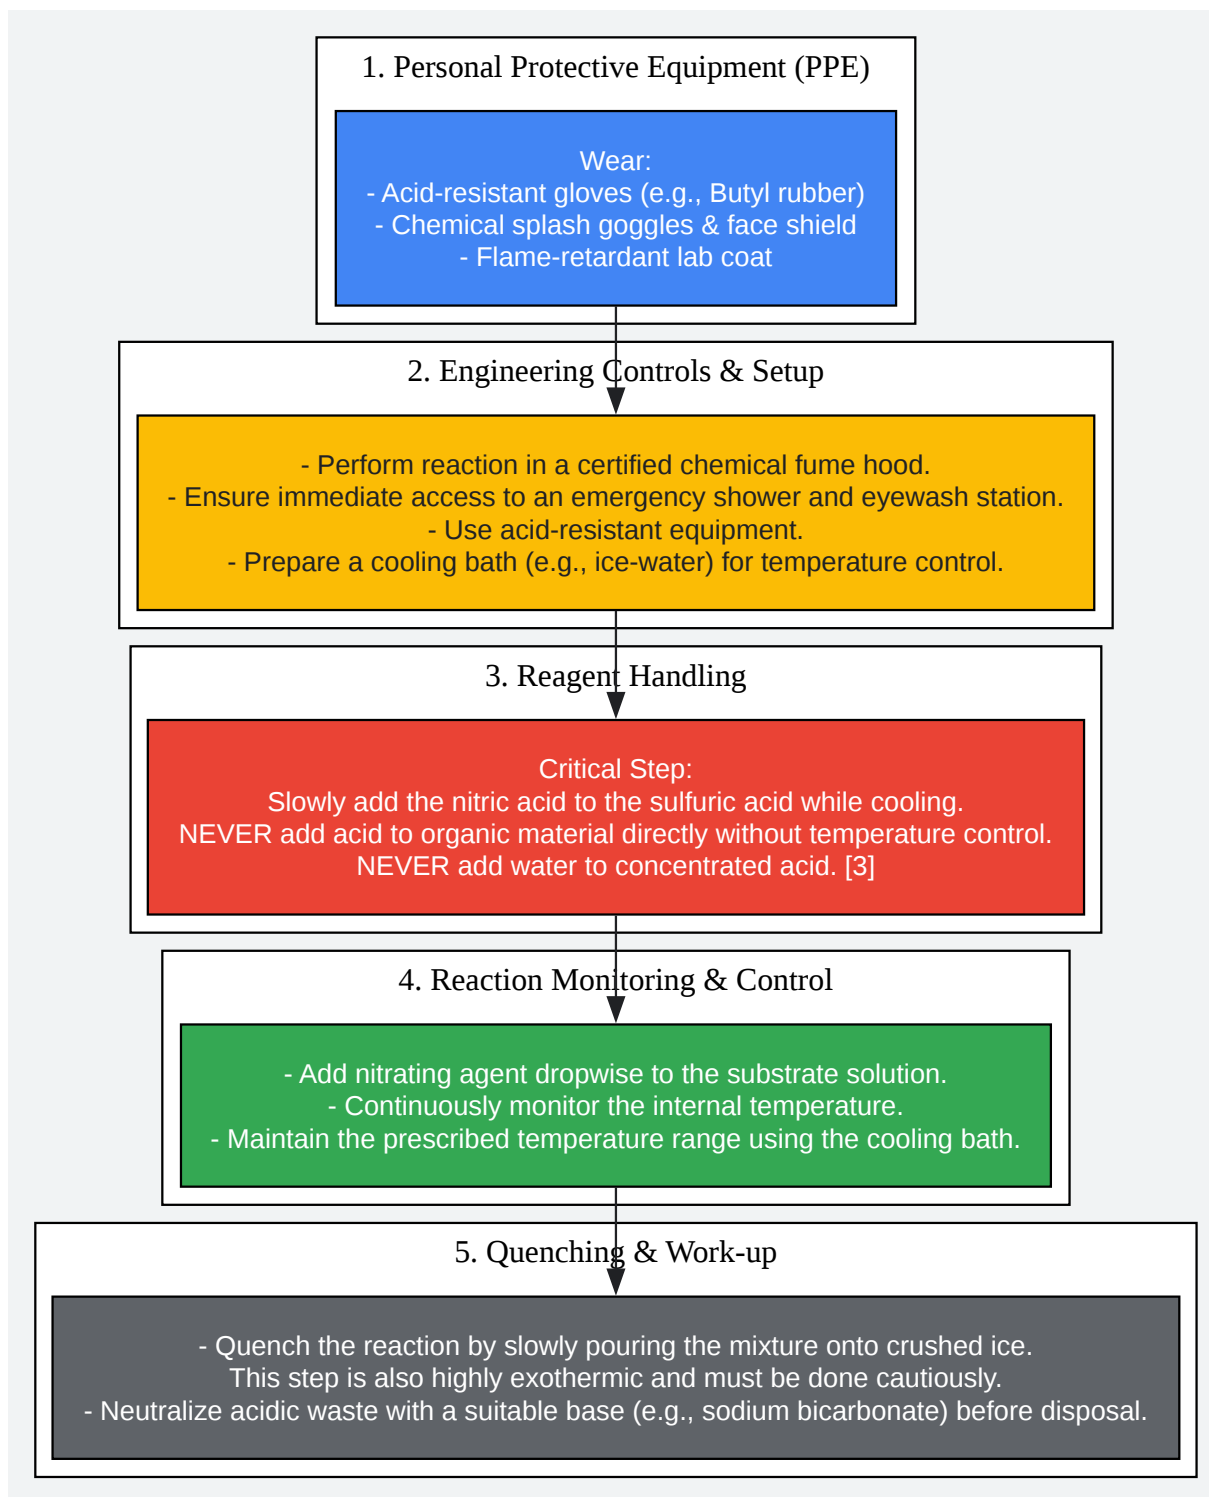 1. Personal Protective Equipment (PPE)
Wear:
- Acid-resistant gloves (e.g., Butyl rubber)
- Chemical splash goggles & face shield
- Flame-retardant lab coat
2. Engineering Controls & Setup
- Perform reaction in a certified chemical fume hood.
- Ensure immediate access to an emergency shower and eyewash station.
- Use acid-resistant equipment.
- Prepare a cooling bath (e.g., ice-water) for temperature control.
3. Reagent Handling
Critical Step:
Slowly add the nitric acid to the sulfuric acid while cooling.
NEVER add acid to organic material directly without temperature control.
NEVER add water to concentrated acid. [3]
4. Reaction Monitoring & Control
- Add nitrating agent dropwise to the substrate solution.
- Continuously monitor the internal temperature.
- Maintain the prescribed temperature range using the cooling bath.
5. Quenching & Work-up
- Quench the reaction by slowly pouring the mixture onto crushed ice.
This step is also highly exothermic and must be done cautiously.
- Neutralize acidic waste with a suitable base (e.g., sodium bicarbonate) before disposal.